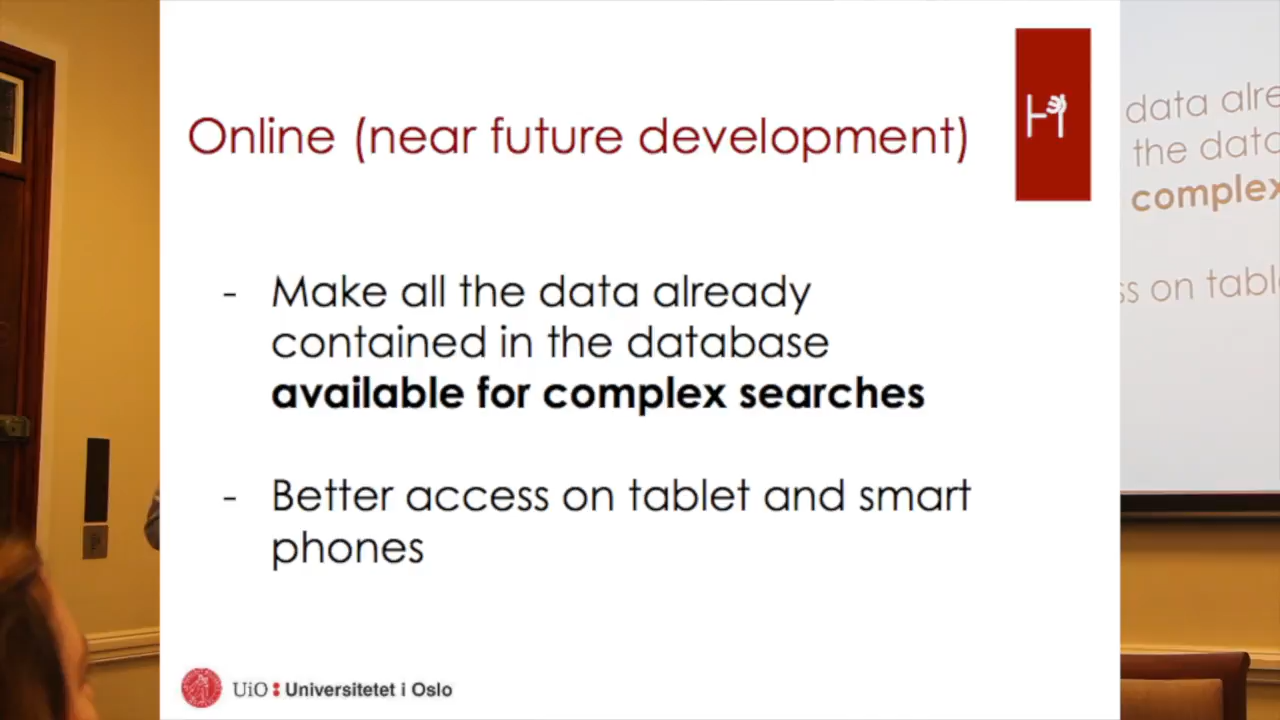 Online (near future development)
- Make all the data already
contained in the database
available for complex searches
- Better access on tablet and smart
phones
UiO : Universitetet i Oslo
data alre
the data
complex
ss on tabl